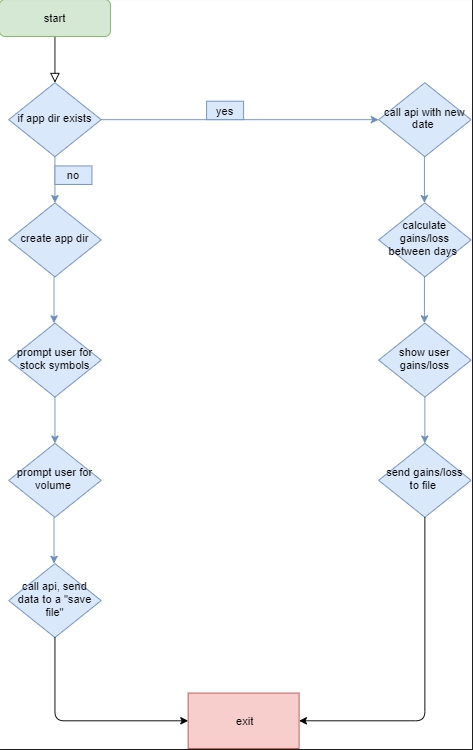 start
if app dir exists
yes
call api with new
date
no
create app dir
calculate
gains/loss
between days
prompt user for
stock symbols
show user
gains/loss
prompt user for
volume
send gains/loss
to file
call api, send
data to a "save
file"
exit